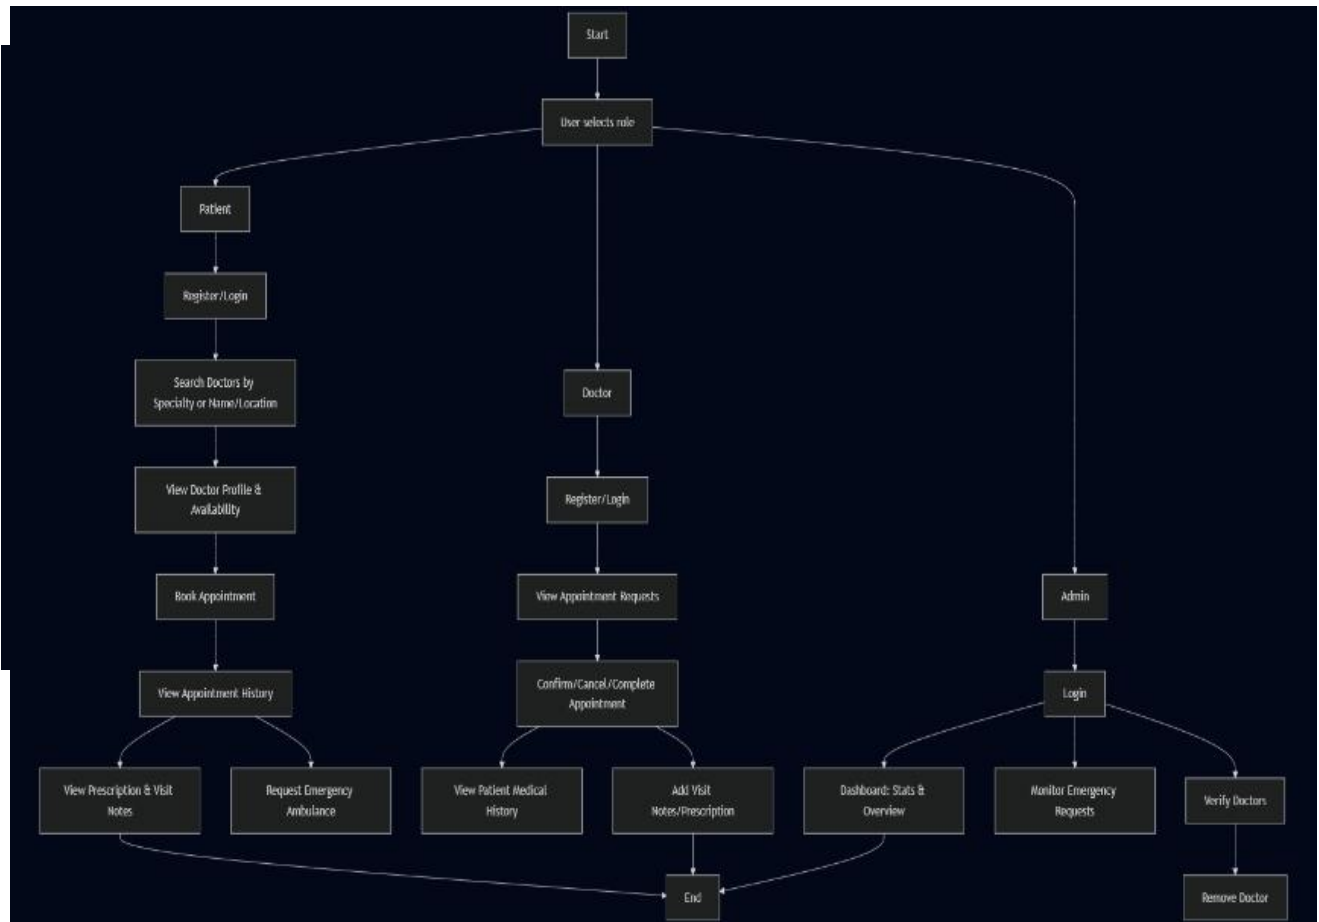 Start
User selects role
Patient
Register/Login
Search Doctors by
Specialty or Name/Location
Doctor
View Doctor Profile &
Availability
Register/Login
Book Appointment
View Appointment Requests
Admin
View Appointment History
Confirm/Cancel/Complete
Appointment
Login
View Prescription & Visit
Notes
Request Emergency
Ambulance
View Patient Medical
History
Add Visit
Notes/Prescription
Dashboard: Stats &
Overview
Monitor Emergency
Requests
Verify Doctors
End
Remove Doctor